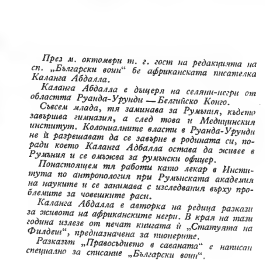 През м. октомври т. г. гост на редакцията на
сп. „Български воин“ бе африканската писателка
Каланга Абдалла.
Каланга Абдалла е дъщеря на селяни-негри от
областта Руанда-Урунди — Белгийско Конго.
Съвсем млада, тя заминава за Румъния, където
завършва гимназия, а след това и Медицинския
институт. Колониалните власти в Руанда-Урунди
не ѝ разрешават да се завърне в родината си, по-
ради което Каланга Абдалла остава да живее в
Румъния и се омъжва за румънски офицер.
Понастоящем тя работи като лекар в Инсти-
тута по антропология при Румънската академия
на науките и се занимава с изследвания върху про-
блемите за човешките раси.
Каланга Абдалла е авторка на редица разкази
за живота на африканските негри. В края на тази
година излезе от печат книгата ѝ „Статуята на
Филдеи“, предназначена за пионерите.
Разказът „Правосъдието в саваната“ е написан
специално за списание „Български воин“.